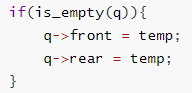 if(is_empty(q)){
    q->front = temp;
    q->rear = temp;
}